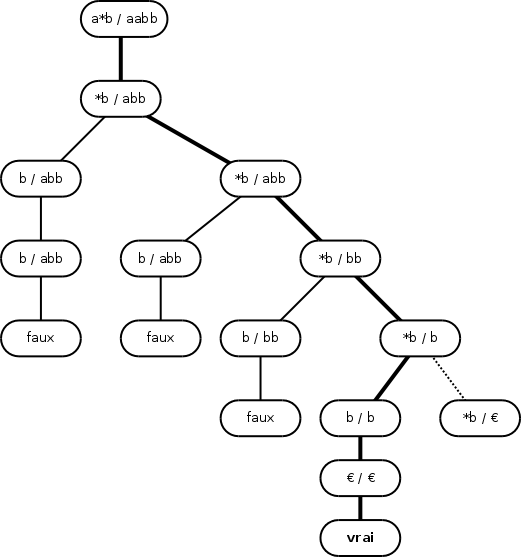 a*b / aabb
*b / abb
b / abb
*b / abb
b / abb
b / abb
*b / bb
faux
faux
b / bb
*b / b
faux
b / b
*b / €
€ / €
vrai